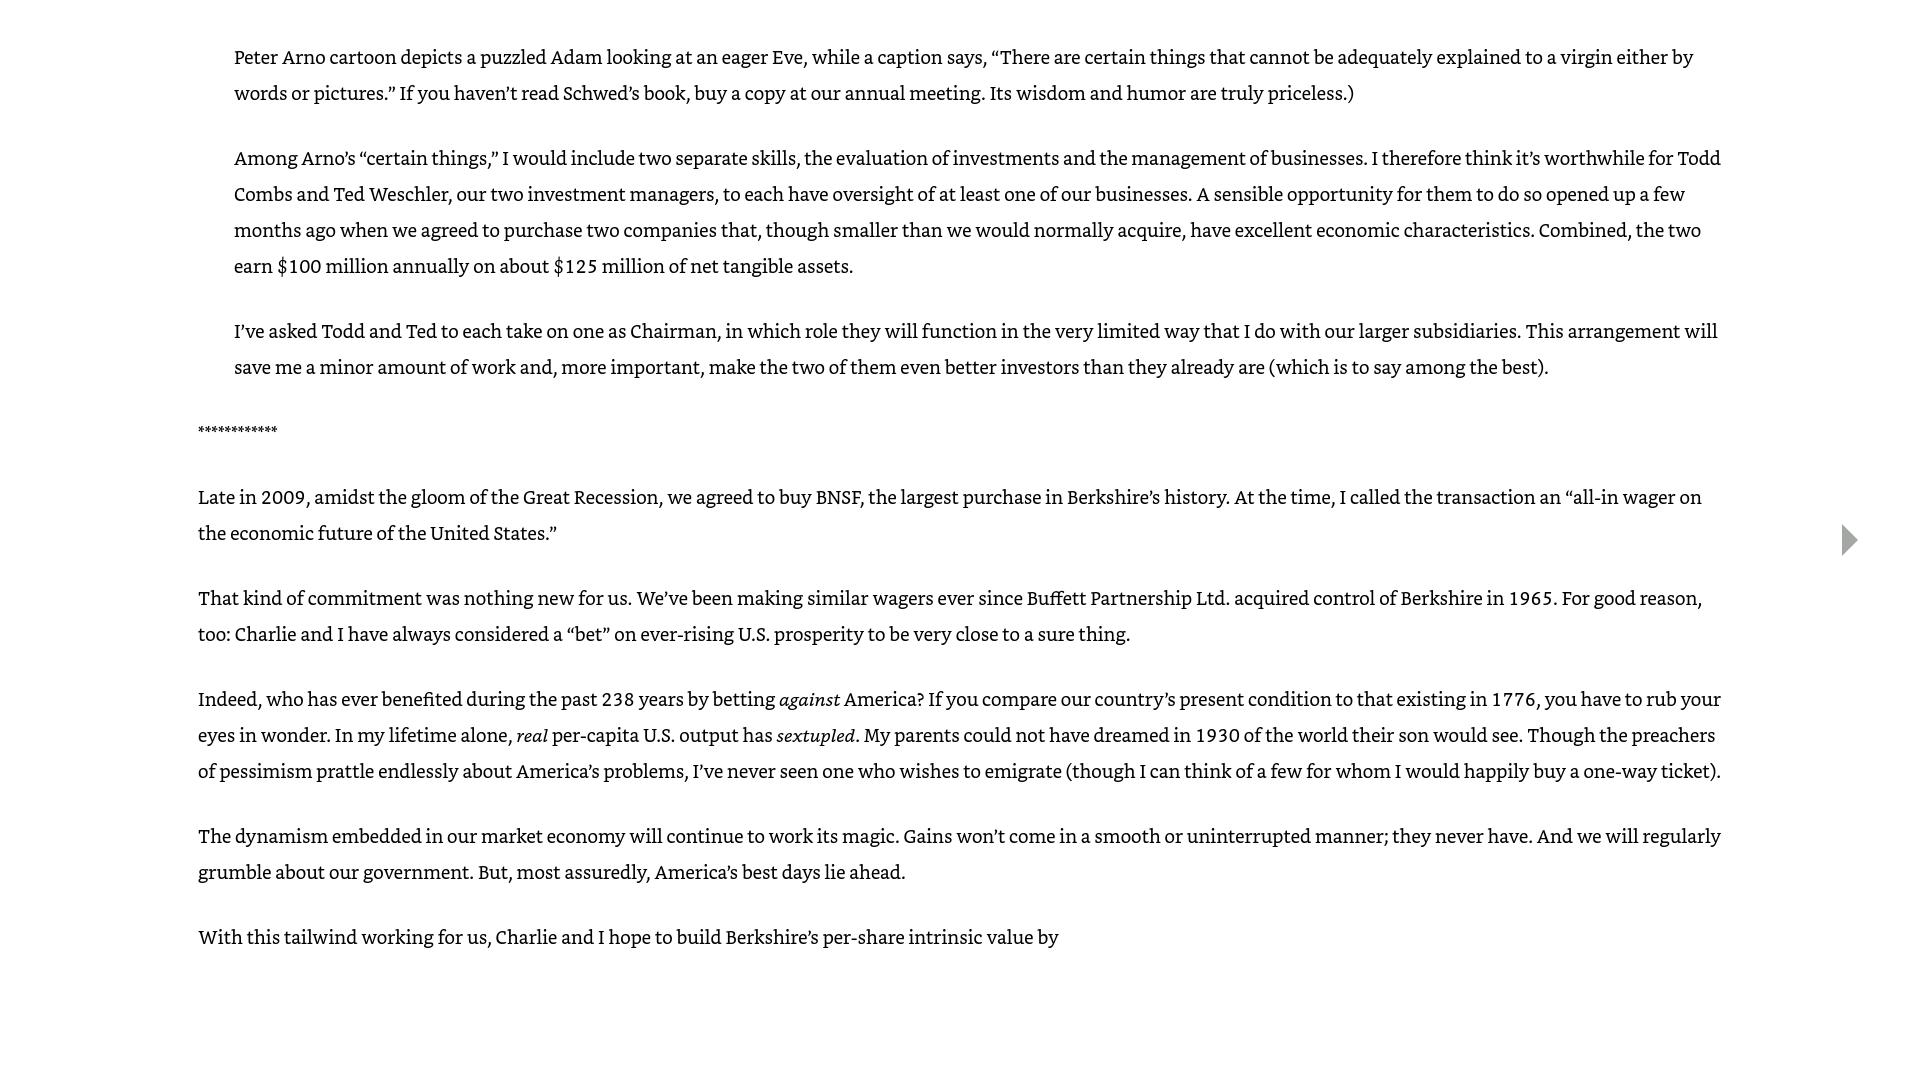 Peter Arno cartoon depicts a puzzled Adam looking at an eager Eve, while a caption says, “There are certain things that cannot be adequately explained to a virgin either by
words or pictures.” If you haven’t read Schwed’s book, buy a copy at our annual meeting. Its wisdom and humor are truly priceless.)
Among Arno’s “certain things,” I would include two separate skills, the evaluation of investments and the management of businesses. I therefore think it’s worthwhile for Todd
Combs and Ted Weschler, our two investment managers, to each have oversight of at least one of our businesses. A sensible opportunity for them to do so opened up a few
months ago when we agreed to purchase two companies that, though smaller than we would normally acquire, have excellent economic characteristics. Combined, the two
earn $100 million annually on about $125 million of net tangible assets.
I’ve asked Todd and Ted to each take on one as Chairman, in which role they will function in the very limited way that I do with our larger subsidiaries. This arrangement will
save me a minor amount of work and, more important, make the two of them even better investors than they already are (which is to say among the best).
************
Late in 2009, amidst the gloom of the Great Recession, we agreed to buy BNSF, the largest purchase in Berkshire’s history. At the time, I called the transaction an “all-in wager on
the economic future of the United States.”
That kind of commitment was nothing new for us. We’ve been making similar wagers ever since Buffett Partnership Ltd. acquired control of Berkshire in 1965. For good reason,
too: Charlie and I have always considered a “bet” on ever-rising U.S. prosperity to be very close to a sure thing.
Indeed, who has ever benefited during the past 238 years by betting against America? If you compare our country’s present condition to that existing in 1776, you have to rub your
eyes in wonder. In my lifetime alone, real per-capita U.S. output has sextupled. My parents could not have dreamed in 1930 of the world their son would see. Though the preachers
of pessimism prattle endlessly about America’s problems, I’ve never seen one who wishes to emigrate (though I can think of a few for whom I would happily buy a one-way ticket).
The dynamism embedded in our market economy will continue to work its magic. Gains won’t come in a smooth or uninterrupted manner; they never have. And we will regularly
grumble about our government. But, most assuredly, America’s best days lie ahead.
With this tailwind working for us, Charlie and I hope to build Berkshire’s per-share intrinsic value by